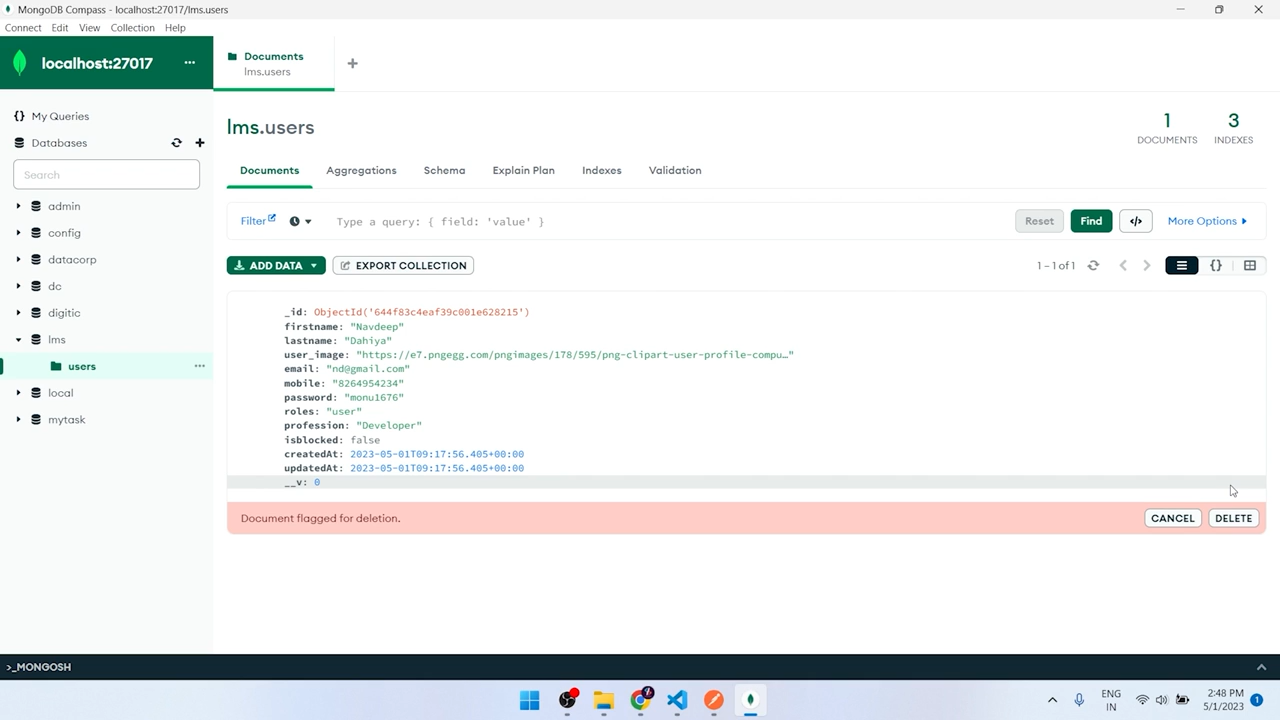 MongoDB Compass - localhost:27017/lms.users
Connect Edit View Collection Help
localhost:27017 ...
Documents
lms.users
My Queries
Databases
Search
admin
config
datacorp
dc
digitic
lms
users ...
local
mytask
lms.users
1
DOCUMENTS
3
INDEXES
Documents Aggregations Schema Explain Plan Indexes Validation
Filter Type a query: { field: 'value' } Reset Find </> More Options
ADD DATA EXPORT COLLECTION 1 – 1 of 1 {}
_id: ObjectId('644f83c4eaf39c001e628215')
firstname: "Navdeep"
lastname: "Dahiya"
user_image: "https://e7.pngegg.com/pngimages/178/595/png-clipart-user-profile-compu…"
email: "nd@gmail.com"
mobile: "8264954234"
password: "monu1676"
roles: "user"
profession: "Developer"
isblocked: false
createdAt: 2023-05-01T09:17:56.405+00:00
updatedAt: 2023-05-01T09:17:56.405+00:00
__v: 0
Document flagged for deletion. CANCEL DELETE
>_MONGOSH
ENG
IN
2:48 PM
5/1/2023
1